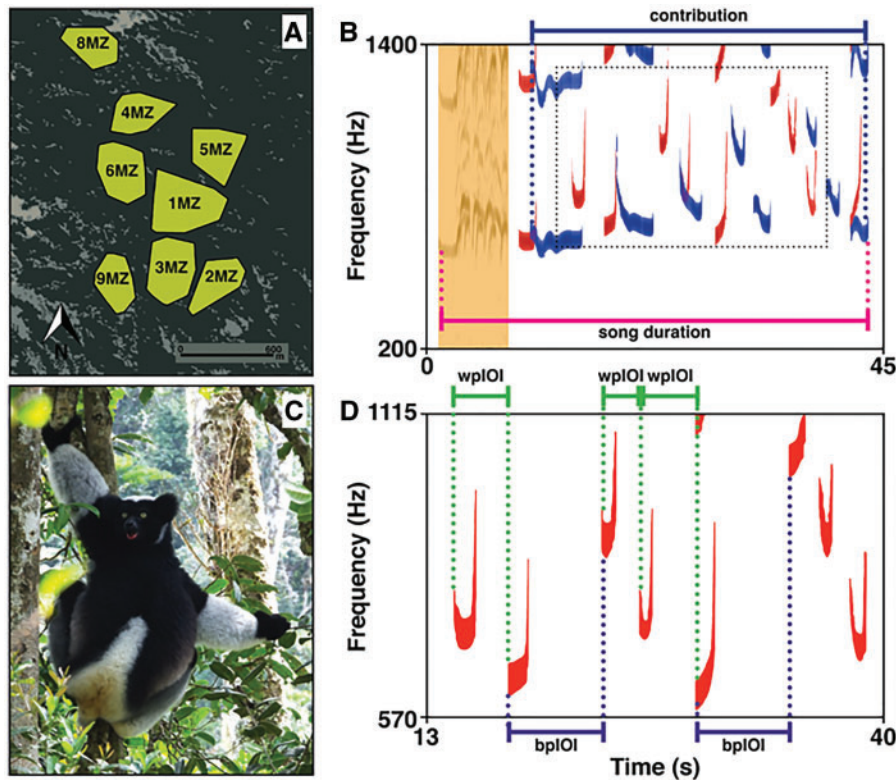 A
8MZ
4MZ
5MZ
6MZ
1MZ
9MZ
3MZ
2MZ
N
0 600
m
B
contribution
1400
Frequency (Hz)
song duration
200
0 45
C
D
wpIOI wpIOI wpIOI
1115
Frequency (Hz)
570
13 40
bpIOI bpIOI
Time (s)